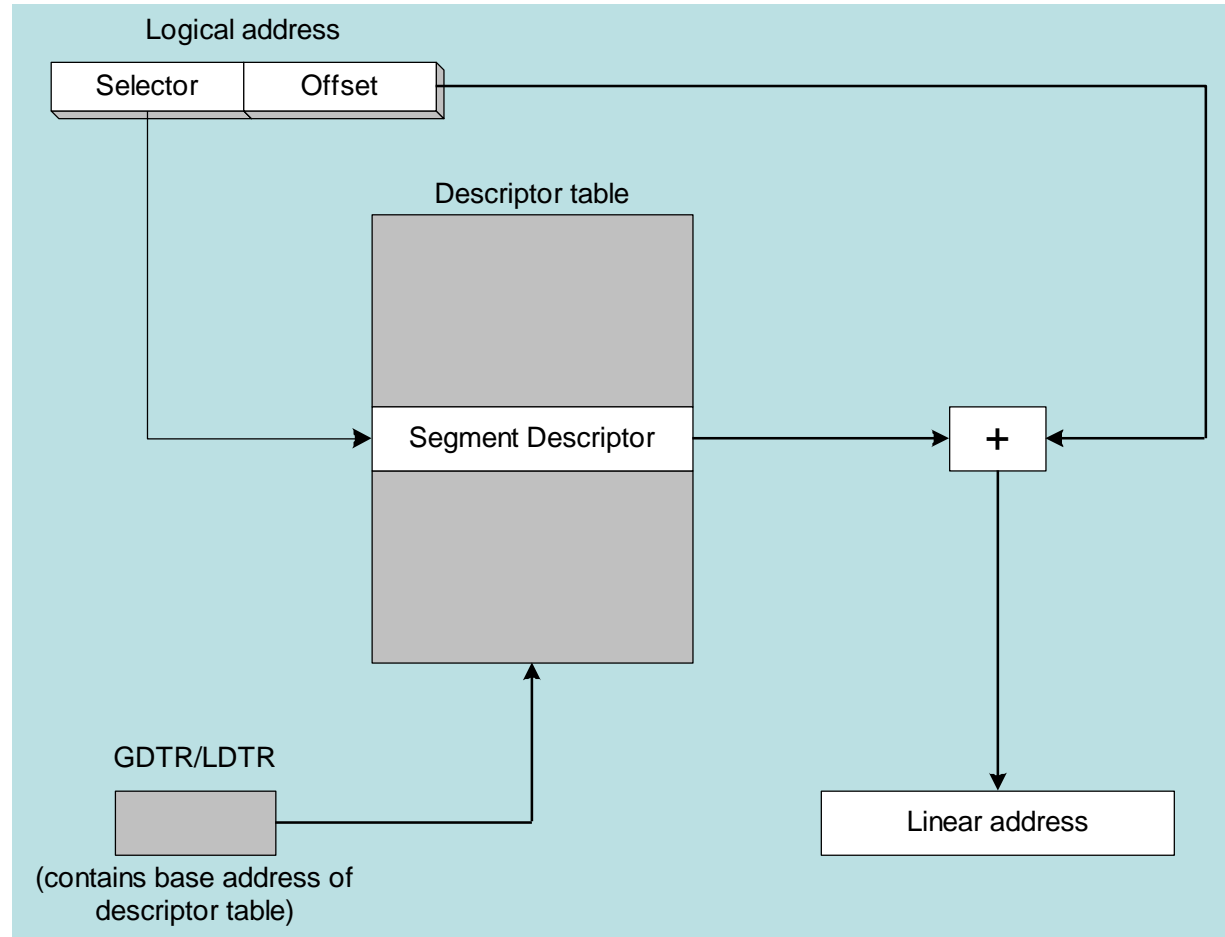 Logical address
Selector
Offset
Descriptor table
Segment Descriptor
+
GDTR/LDTR
Linear address
(contains base address of
descriptor table)